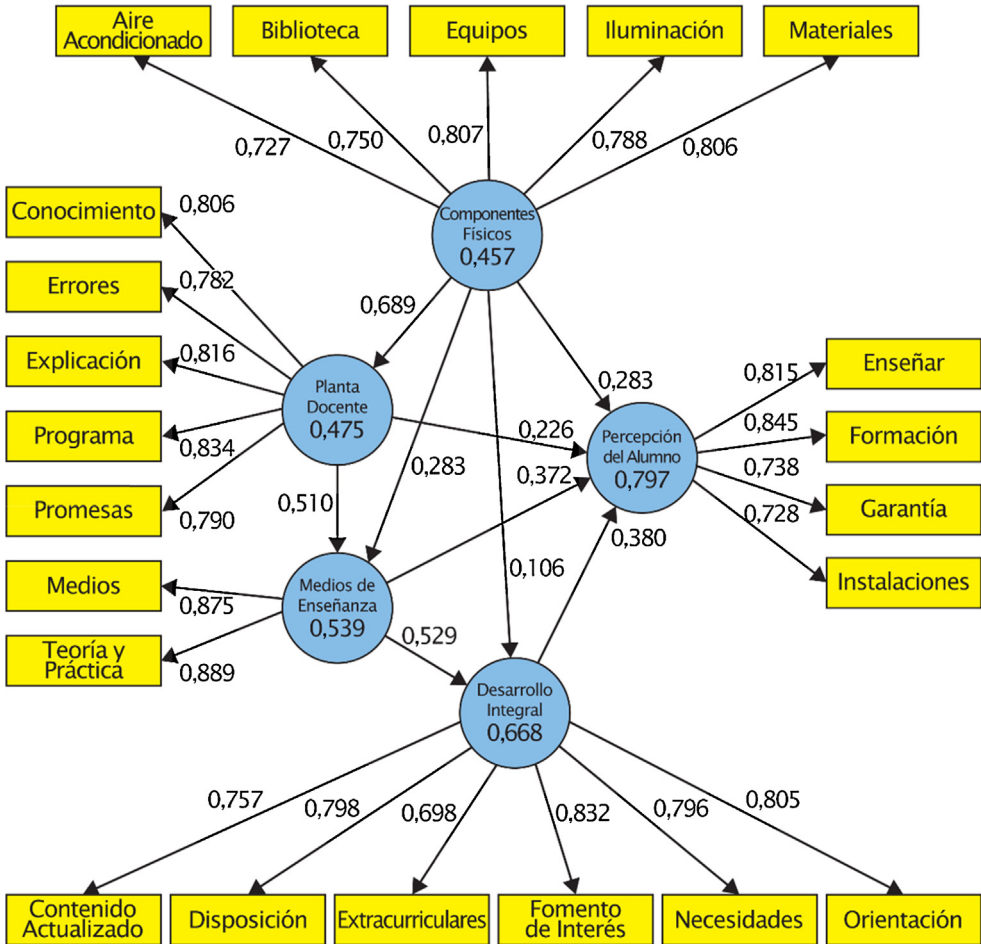 Aire
Acondicionado
Biblioteca
Equipos
Iluminación
Materiales
0,727
0,750
0,807
0,788
0,806
Conocimiento
Errores
Explicación
Programa
Promesas
Medios
Teoría y
Práctica
0,806
0,782
0,816
0,834
0,790
0,875
0,889
Componentes
Físicos
0,457
0,689
0,283
0,106
0,283
Planta
Docente
0,475
0,510
0,226
Medios de
Enseñanza
0,539
0,372
0,529
Percepción
del Alumno
0,797
0,380
0,815
0,845
0,738
0,728
Enseñar
Formación
Garantía
Instalaciones
Desarrollo
Integral
0,668
0,757
0,798
0,698
0,832
0,796
0,805
Contenido
Actualizado
Disposición
Extracurriculares
Fomento
de Interés
Necesidades
Orientación